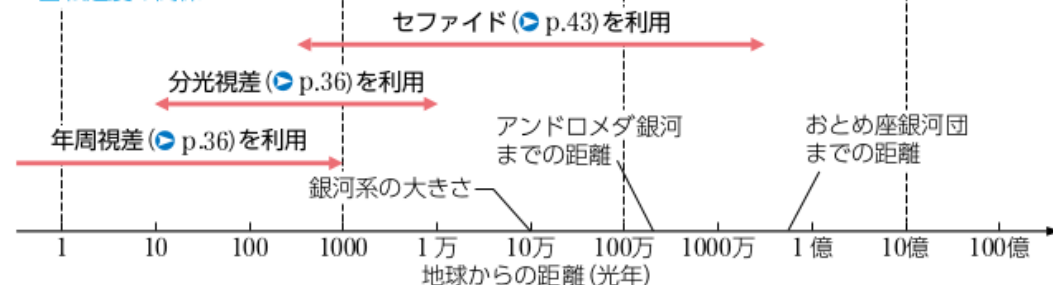 セファイド(▶ p.43)を利用
分光視差(▶ p.36)を利用
年周視差(▶ p.36)を利用
アンドロメダ銀河
までの距離
おとめ座銀河団
までの距離
銀河系の大きさ
1 10 100 1000 1万 10万 100万 1000万 1億 10億 100億
地球からの距離(光年)